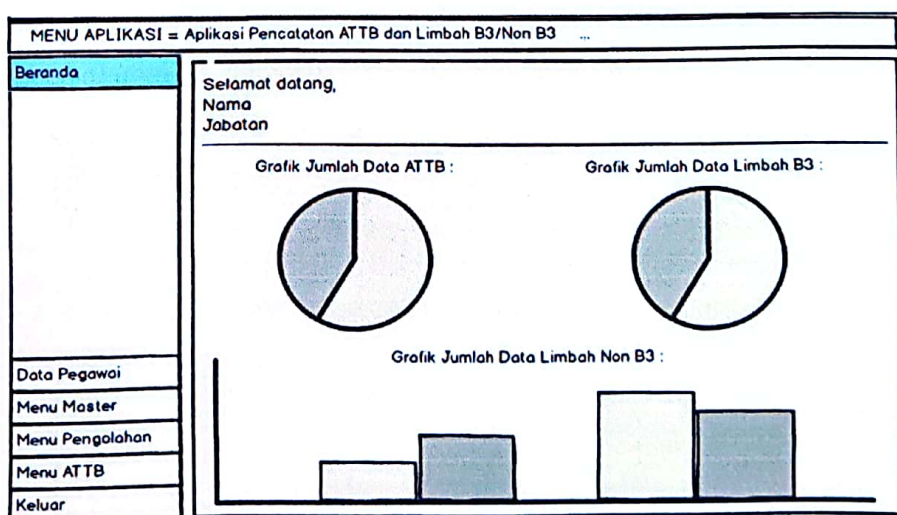 MENU APLIKASI = Aplikasi Pencatatan ATTB dan Limbah B3/Non B3 ...
Beranda
Data Pegawai
Menu Master
Menu Pengolahan
Menu ATTB
Keluar
Selamat datang,
Nama
Jabatan
Grafik Jumlah Data ATTB :
Grafik Jumlah Data Limbah B3 :
Grafik Jumlah Data Limbah Non B3 :